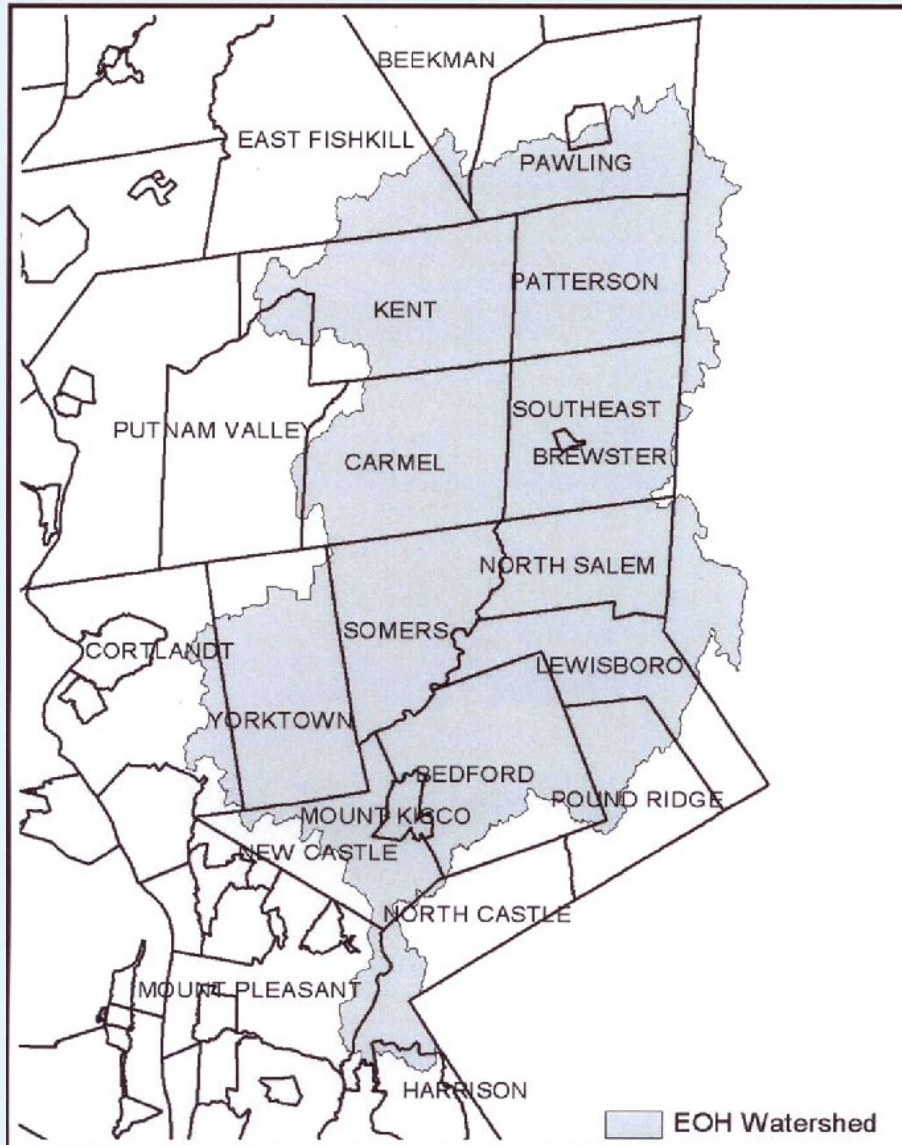 BEEKMAN
EAST FISHKILL
PAWLING
PATTERSON
KENT
SOUTHEAST
PUTNAM VALLEY
BREWSTER
CARMEL
NORTH SALEM
SOMERS
CORTLANDT
LEWISBORO
YORKTOWN
BEDFORD
POUND RIDGE
MOUNT KISCO
NEW CASTLE
NORTH CASTLE
MOUNT PLEASANT
HARRISON
EOH Watershed